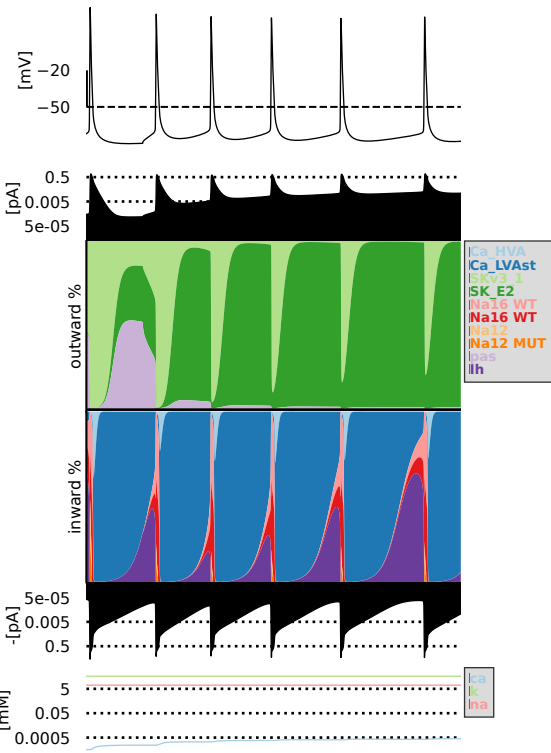 [mV]
−20
−50
[pA]
0.5
0.005
5e-05
outward %
Ca_HVA
Ca_LVAst
SKv3_1
SK_E2
Na16 WT
Na16 WT
Na12
Na12 MUT
pas
Ih
inward %
-[pA]
5e-05
0.005
0.5
[mM]
5
0.05
0.0005
ca
k
na